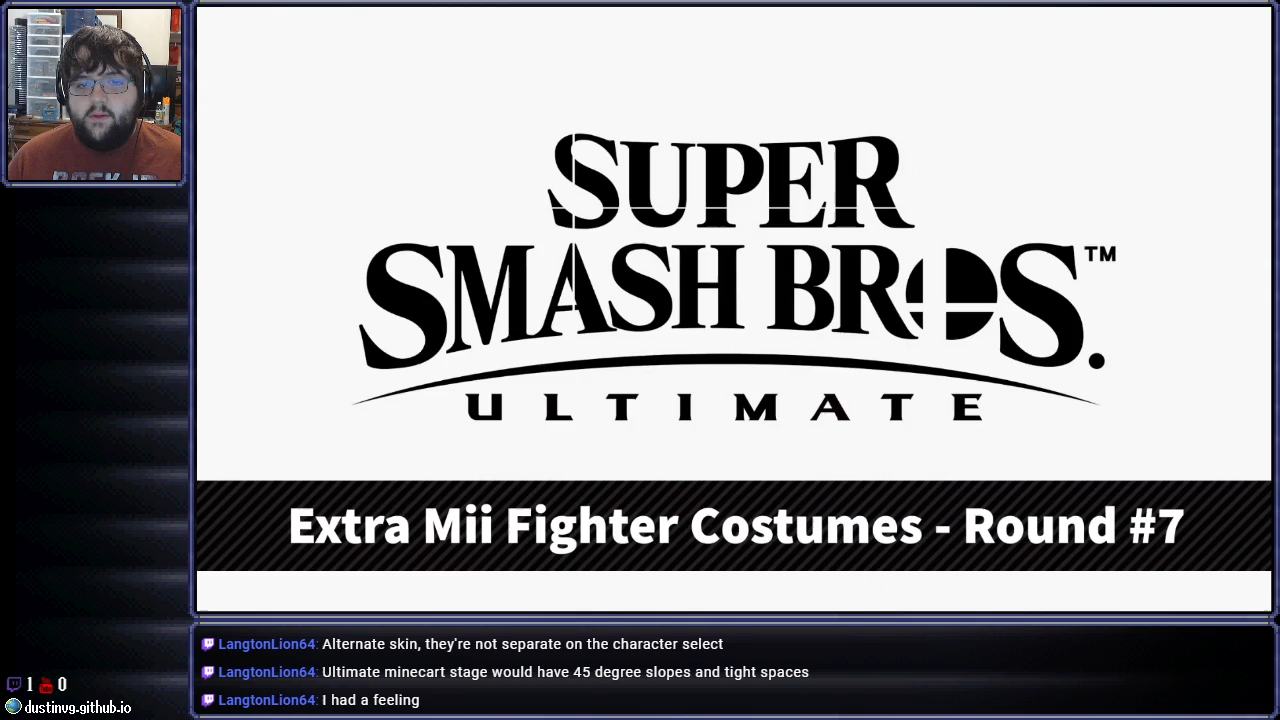 SUPER
SMASH BROS.™
ULTIMATE
Extra Mii Fighter Costumes - Round #7
LangtonLion64: Alternate skin, they're not separate on the character select
LangtonLion64: Ultimate minecart stage would have 45 degree slopes and tight spaces
LangtonLion64: I had a feeling
1 0
dustinvg.github.io